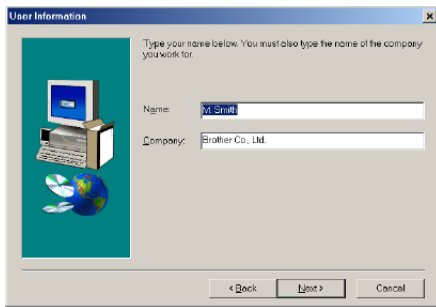 User Information
Type your name below. You must also type the name of the company
you work for.
Name: M. Smith
Company: Brother Co., Ltd.
< Back Next > Cancel